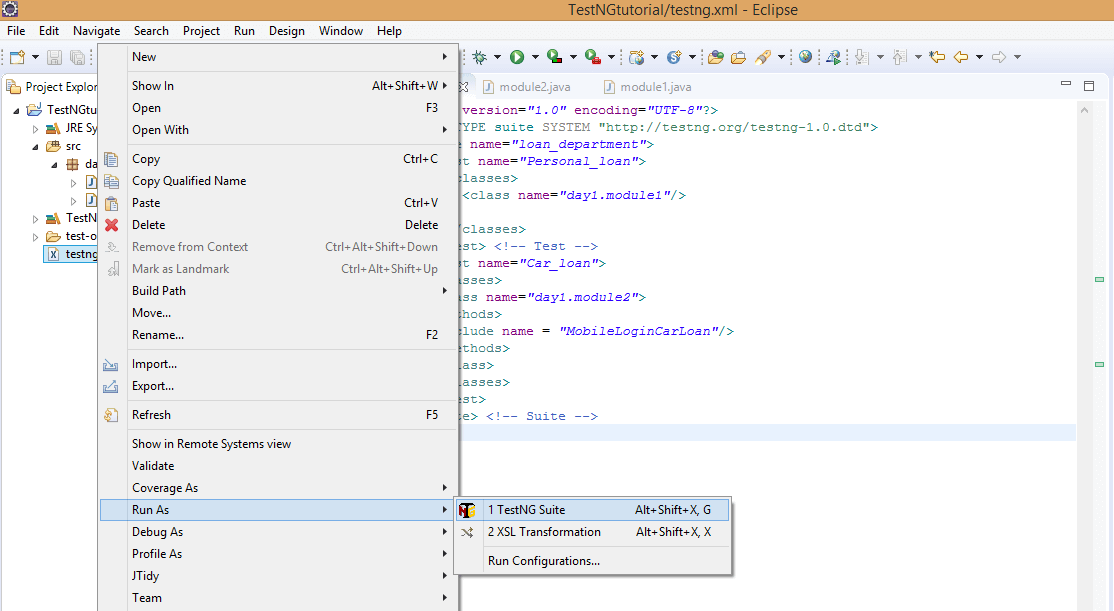 TestNGtutorial/testng.xml - Eclipse
File Edit Navigate Search Project Run Design Window Help
Project Explor
module2.java
module1.java
TestNGtu
JRE Sy
src
da
TestN
test-o
testng
New
Show In Alt+Shift+W
Open F3
Open With
Copy Ctrl+C
Copy Qualified Name
Paste Ctrl+V
Delete Delete
Remove from Context Ctrl+Alt+Shift+Down
Mark as Landmark Ctrl+Alt+Shift+Up
Build Path
Move...
Rename... F2
Import...
Export...
Refresh F5
Show in Remote Systems view
Validate
Coverage As
Run As
Debug As
Profile As
JTidy
Team
1 TestNG Suite Alt+Shift+X, G
2 XSL Transformation Alt+Shift+X, X
Run Configurations...
version="1.0" encoding="UTF-8"?>
TYPE suite SYSTEM "http://testng.org/testng-1.0.dtd">
e name="loan_department">
st name="Personal_loan">
classes>
<class name="day1.module1"/>
/classes>
est> <!-- Test -->
st name="Car_loan">
asses>
ass name="day1.module2">
thods>
clude name = "MobileLoginCarLoan"/>
ethods>
ass>
lasses>
est>
te> <!-- Suite -->